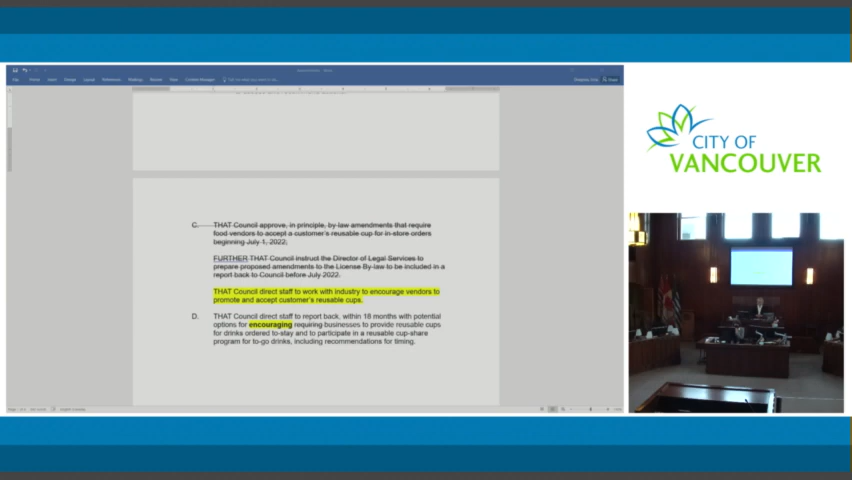 CITY OF
VANCOUVER
C. THAT Council approve, in principle, by-law amendments that require
food vendors to accept a customer's reusable cup for in-store orders
beginning July 1, 2022;
FURTHER THAT Council instruct the Director of Legal Services to
prepare proposed amendments to the License By-law to be included in a
report back to Council before July 2022.
THAT Council direct staff to work with industry to encourage vendors to
promote and accept customer's reusable cups.
D. THAT Council direct staff to report back, within 18 months with potential
options for encouraging requiring businesses to provide reusable cups
for drinks ordered to-stay and to participate in a reusable cup-share
program for to-go drinks, including recommendations for timing.